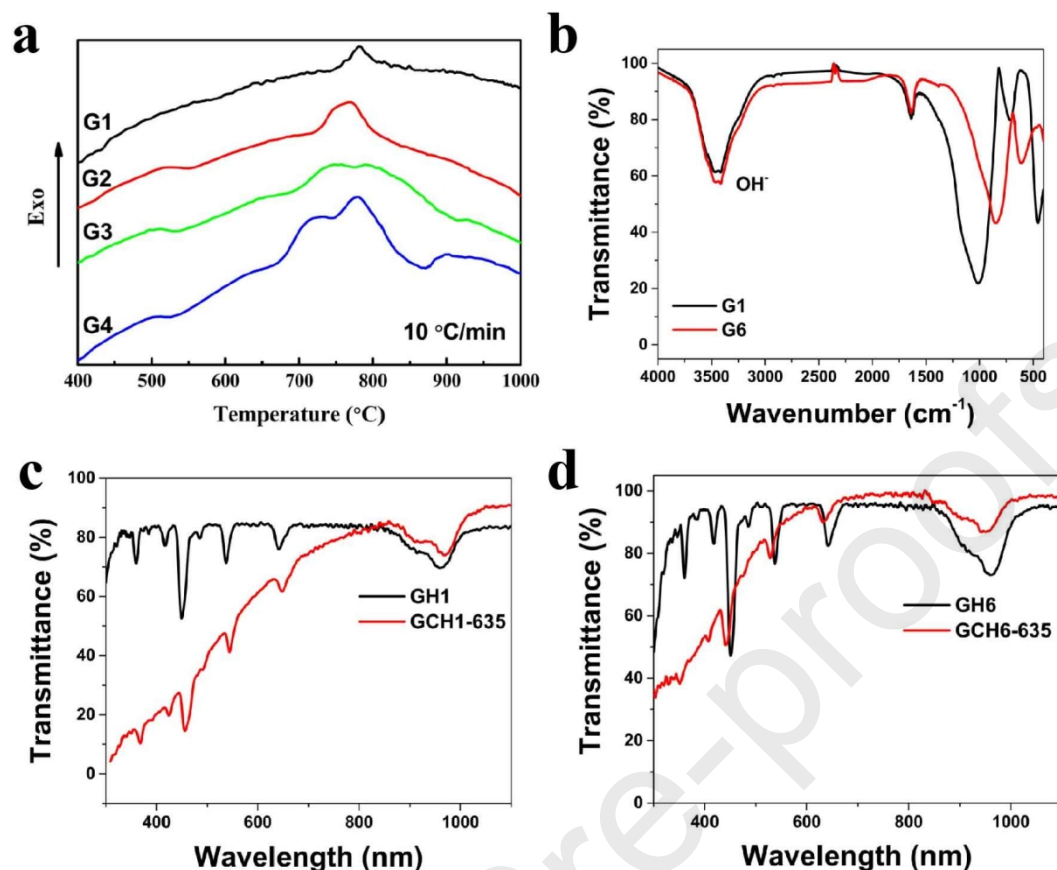 a
G1
G2
G3
G4
10 °C/min
Exo
400 500 600 700 800 900 1000
Temperature (°C)
b
100
80
60
40
20
0
OH-
G1
G6
Transmittance (%)
4000 3500 3000 2500 2000 1500 1000 500
Wavenumber (cm-1)
c
100
80
60
40
20
0
GH1
GCH1-635
Transmittance (%)
400 600 800 1000
Wavelength (nm)
d
100
80
60
40
20
0
GH6
GCH6-635
Transmittance (%)
400 600 800 1000
Wavelength (nm)
re-proofs